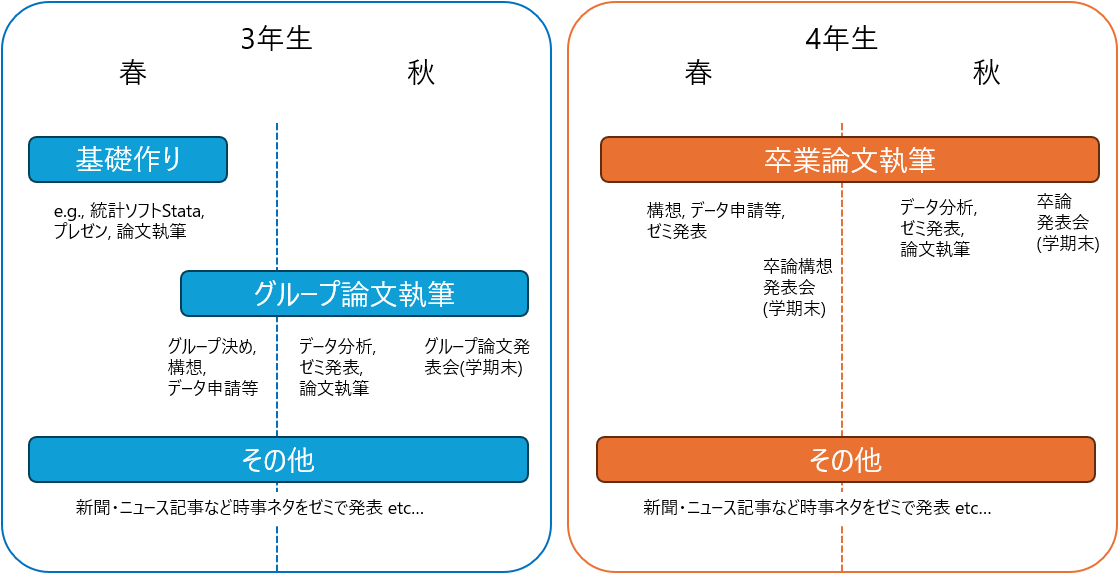 3年生
春
秋
基礎作り
e.g., 統計ソフトStata,
プレゼン, 論文執筆
グループ論文執筆
グループ決め,
構想,
データ申請等
データ分析,
ゼミ発表,
論文執筆
グループ論文発
表会(学期末)
その他
新聞・ニュース記事など時事ネタをゼミで発表 etc...
4年生
春
秋
卒業論文執筆
構想, データ申請等,
ゼミ発表
卒論構想
発表会
(学期末)
データ分析,
ゼミ発表,
論文執筆
卒論
発表会
(学期末)
その他
新聞・ニュース記事など時事ネタをゼミで発表 etc...